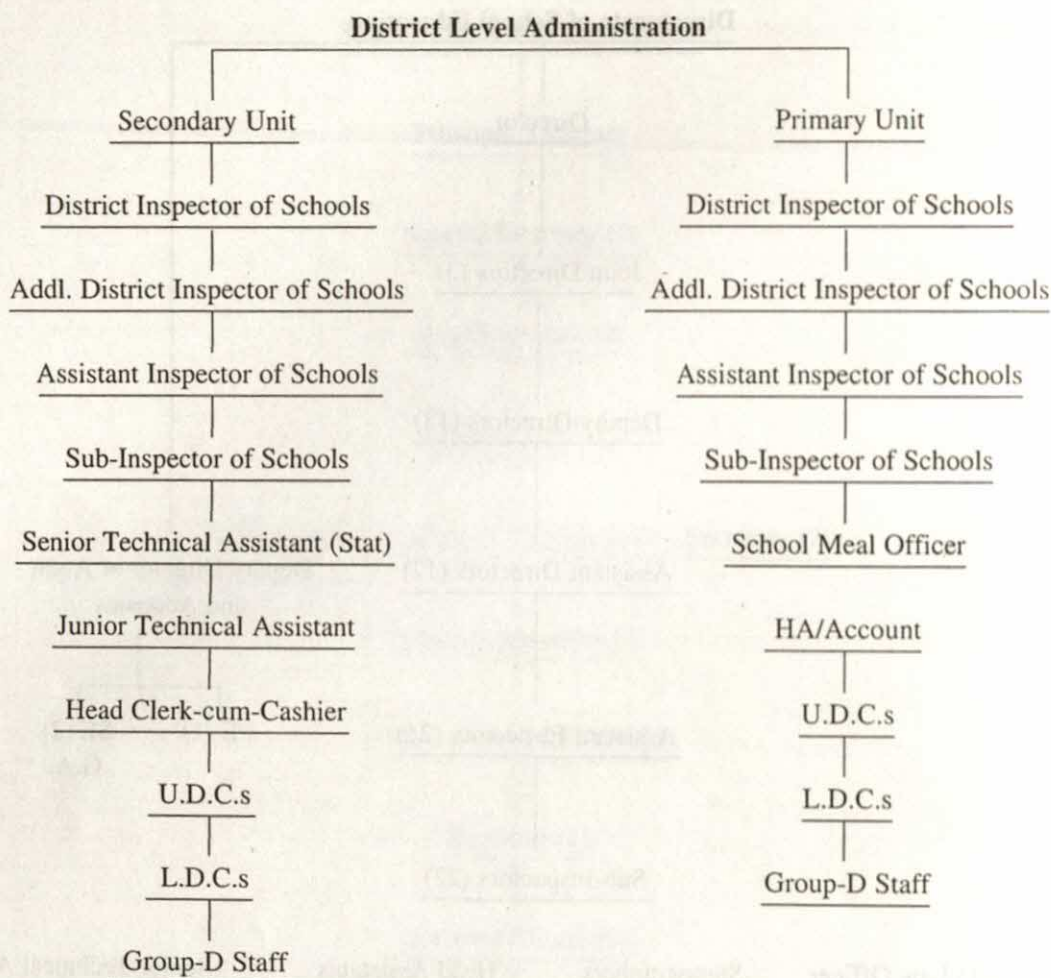 District Level Administration
Secondary Unit
District Inspector of Schools
Addl. District Inspector of Schools
Assistant Inspector of Schools
Sub-Inspector of Schools
Senior Technical Assistant (Stat)
Junior Technical Assistant
Head Clerk-cum-Cashier
U.D.C.s
L.D.C.s
Group-D Staff
Primary Unit
District Inspector of Schools
Addl. District Inspector of Schools
Assistant Inspector of Schools
Sub-Inspector of Schools
School Meal Officer
HA/Account
U.D.C.s
L.D.C.s
Group-D Staff